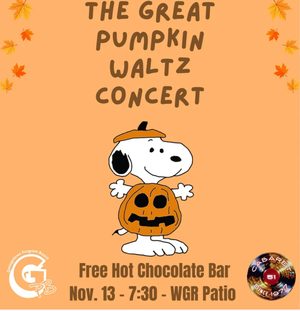 THE GREAT
PUMPKIN
WALTZ
CONCERT
Free Hot Chocolate Bar
Nov. 13 - 7:30 - WGR Patio